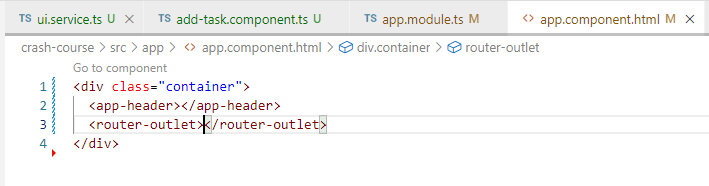 TS ui.service.ts U TS add-task.component.ts U TS app.module.ts M <> app.component.html M ×
crash-course > src > app > <> app.component.html > div.container > router-outlet
Go to component
1 <div class="container">
2 <app-header></app-header>
3 <router-outlet></router-outlet>
4 </div>